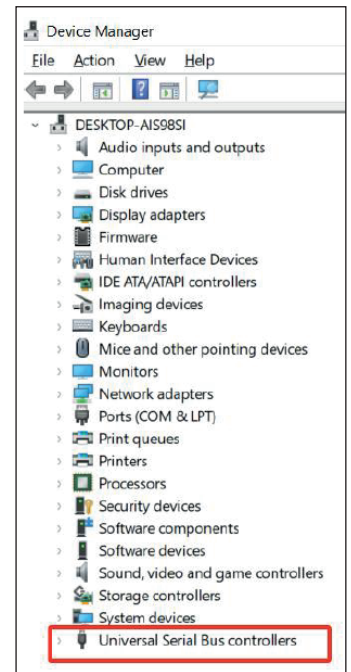 Device Manager
File Action View Help
DESKTOP-AIS98SI
Audio inputs and outputs
Computer
Disk drives
Display adapters
Firmware
Human Interface Devices
IDE ATA/ATAPI controllers
Imaging devices
Keyboards
Mice and other pointing devices
Monitors
Network adapters
Ports (COM & LPT)
Print queues
Printers
Processors
Security devices
Software components
Software devices
Sound, video and game controllers
Storage controllers
System devices
Universal Serial Bus controllers